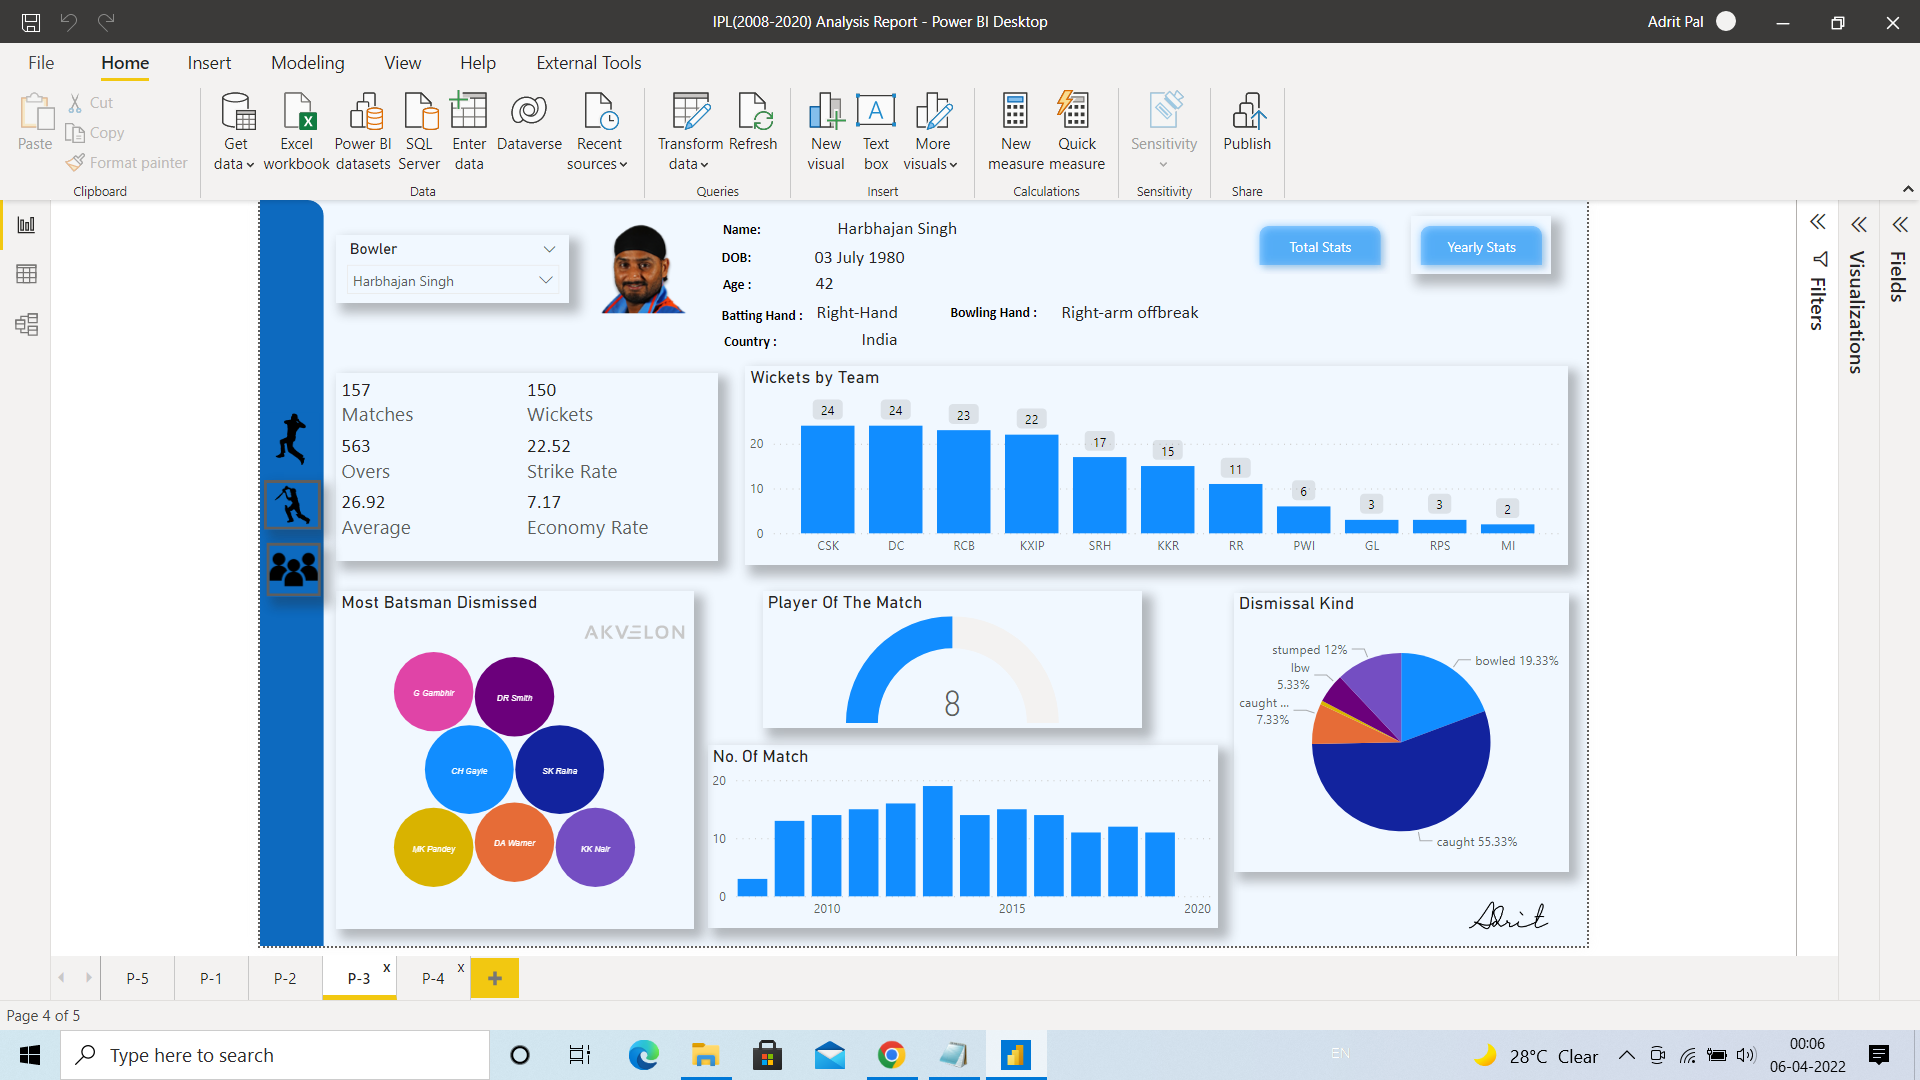 IPL(2008-2020) Analysis Report - Power BI Desktop
Adrit Pal
File Home Insert Modeling View Help External Tools
Paste
Cut
Copy
Format painter
Clipboard
Get data
Excel workbook
Power BI datasets
SQL Server
Enter data
Dataverse
Recent sources
Data
Transform data
Refresh
Queries
New visual
A
Text box
More visuals
Insert
New measure
Quick measure
Calculations
Sensitivity
Sensitivity
Publish
Share
Bowler
Harbhajan Singh
Name: Harbhajan Singh
DOB: 03 July 1980
Age : 42
Batting Hand : Right-Hand Bowling Hand : Right-arm offbreak
Country : India
Total Stats
Yearly Stats
Filters
Visualizations
Fields
157
Matches
150
Wickets
563
Overs
22.52
Strike Rate
26.92
Average
7.17
Economy Rate
Wickets by Team
20
10
0
24 24 23 22 17 15 11 6 3 3 2
CSK DC RCB KXIP SRH KKR RR PWI GL RPS MI
Most Batsman Dismissed
AKVELON
G Gambhir
DR Smith
CH Gayle
SK Raina
MK Pandey
DA Warner
KK Nair
Player Of The Match
8
No. Of Match
20
10
0
2010 2015 2020
Dismissal Kind
stumped 12%
lbw
5.33%
caught ...
7.33%
bowled 19.33%
caught 55.33%
Adrit
P-5 P-1 P-2 P-3 x P-4 x +
Page 4 of 5
Type here to search
EN
28°C Clear
00:06
06-04-2022